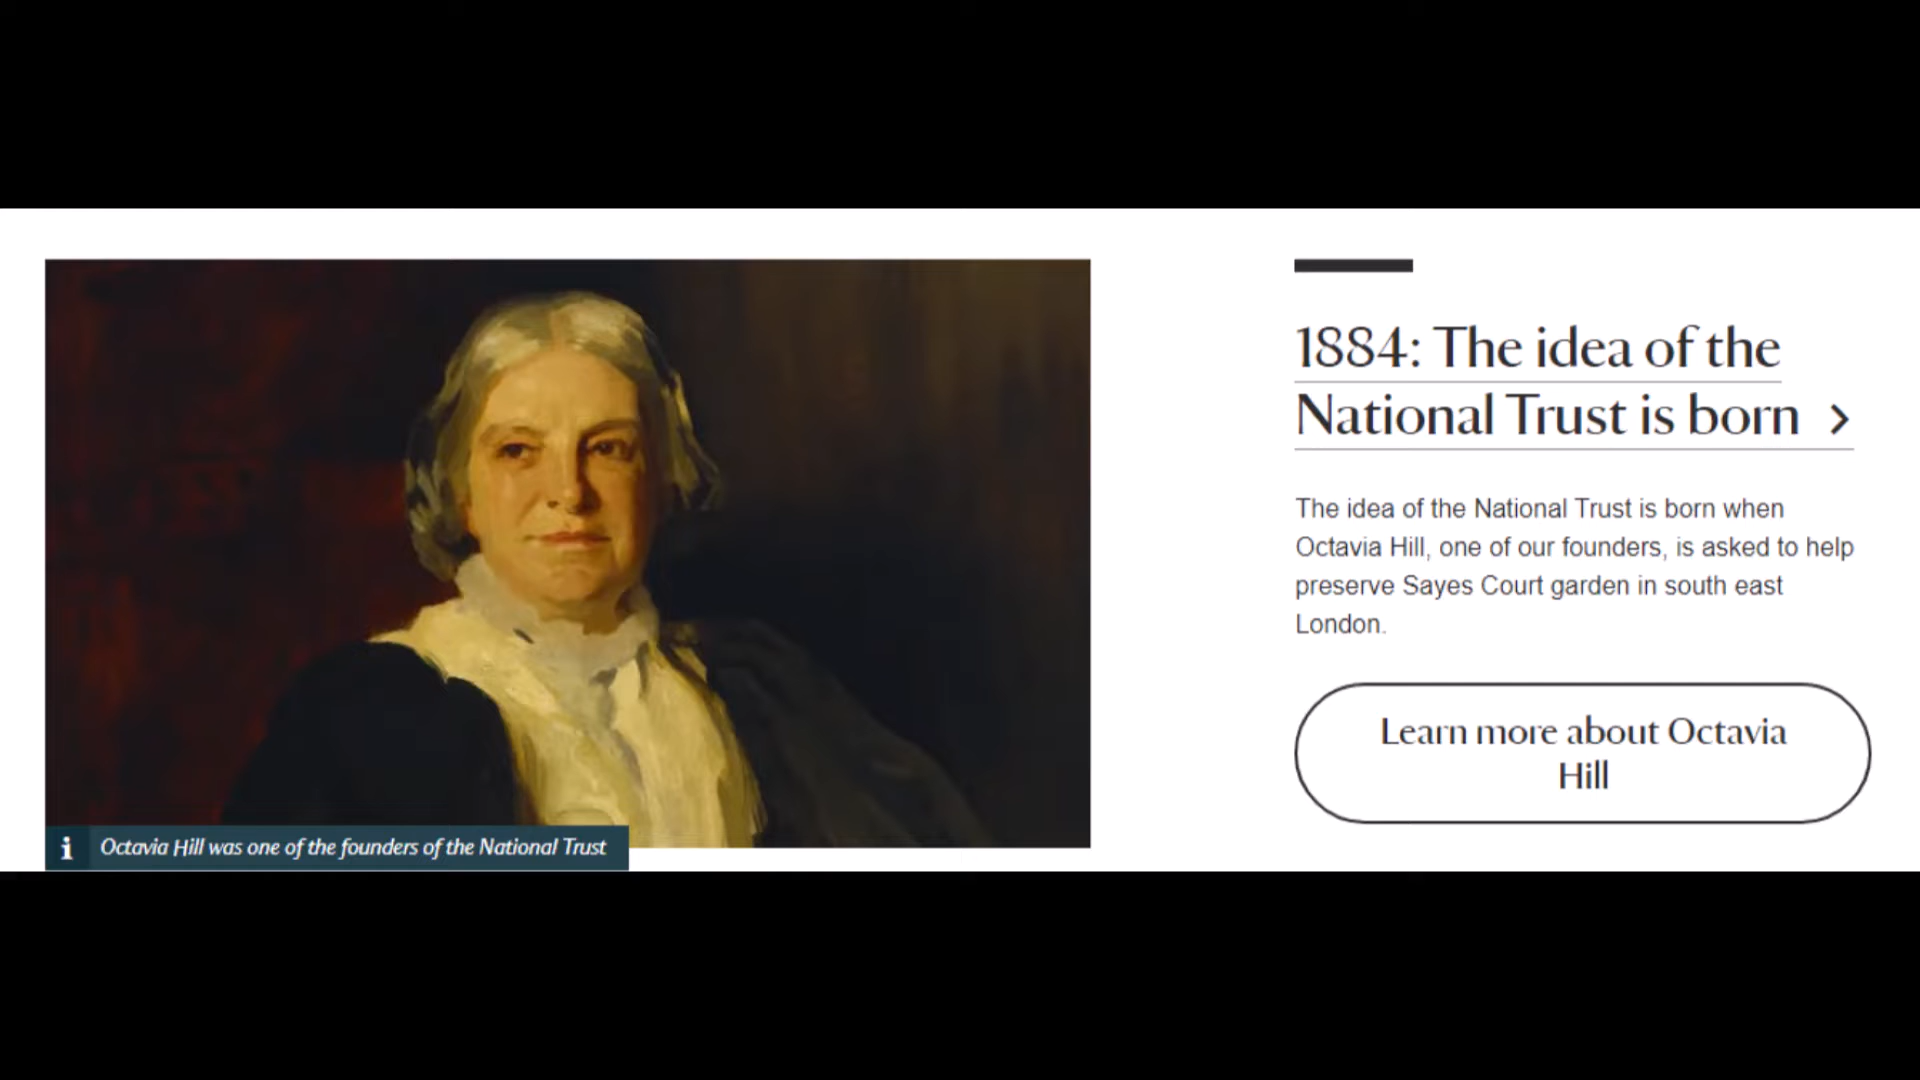 1884: The idea of the
National Trust is born
The idea of the National Trust is born when
Octavia Hill, one of our founders, is asked to help
preserve Sayes Court garden in south east
London.
Learn more about Octavia
Hill
i Octavia Hill was one of the founders of the National Trust